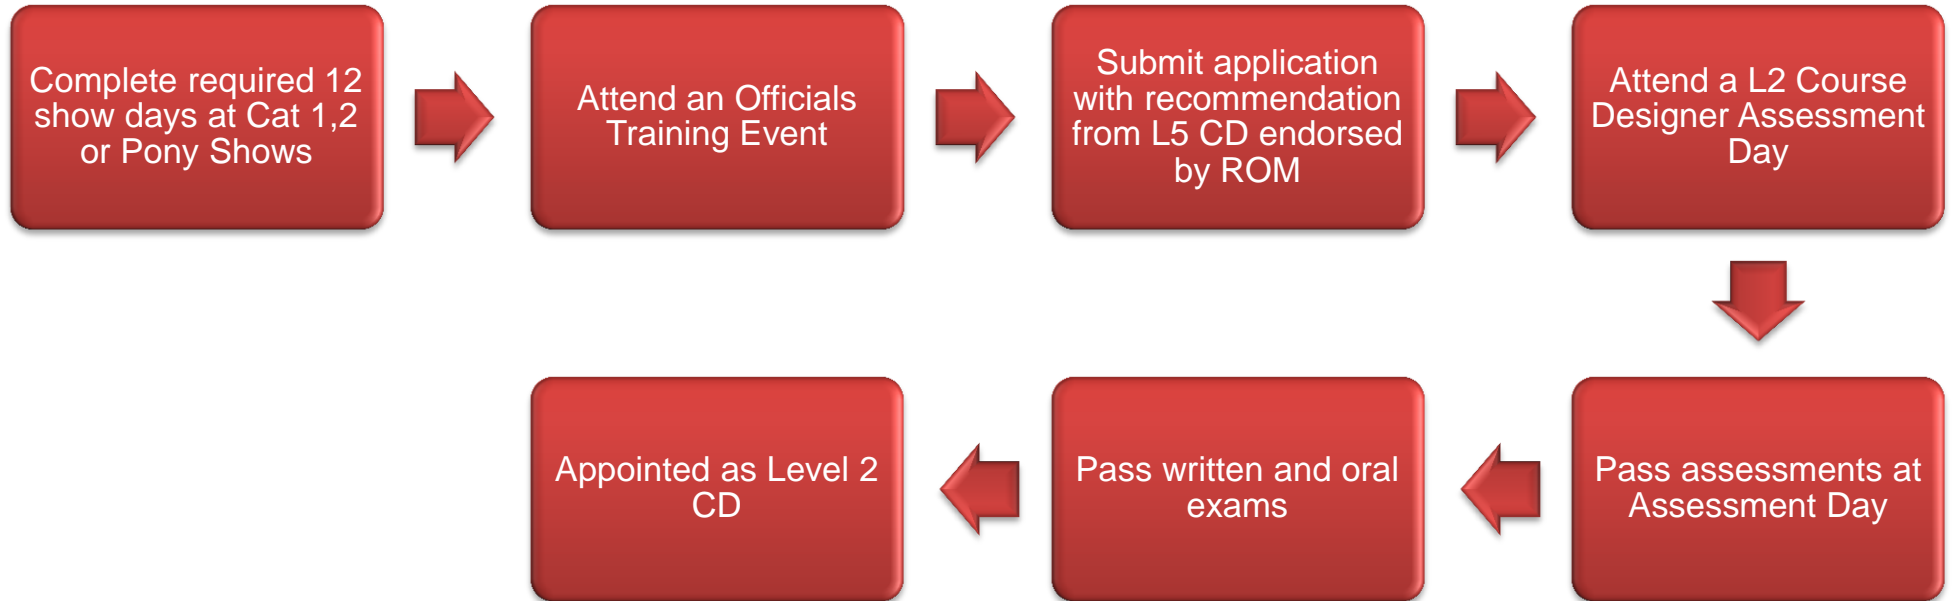 Complete required 12
show days at Cat 1,2
or Pony Shows
Attend an Officials
Training Event
Submit application
with recommendation
from L5 CD endorsed
by ROM
Attend a L2 Course
Designer Assessment
Day
Pass assessments at
Assessment Day
Pass written and oral
exams
Appointed as Level 2
CD